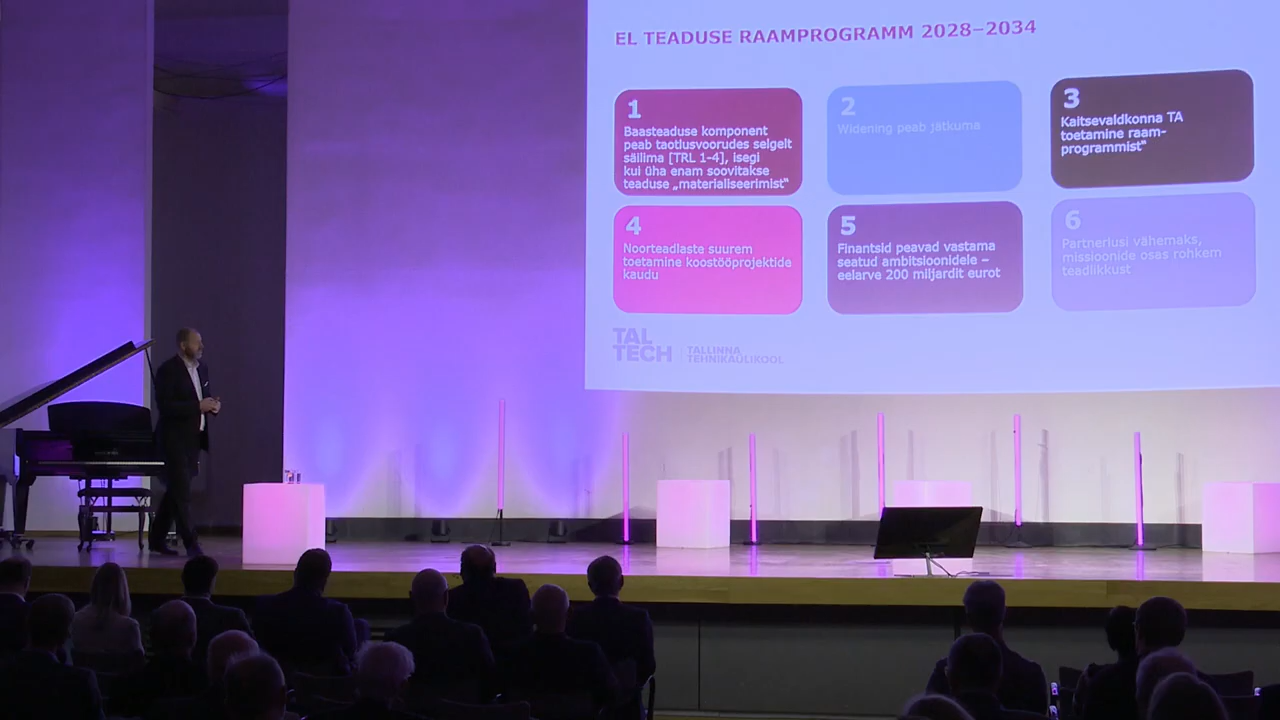 EL TEADUSE RAAMPROGRAMM 2028–2034
1
Baasteaduse komponent
peab taotlusvoorudes selgelt
säilima [TRL 1-4], isegi
kui üha enam soovitakse
teaduse „materialiseerimist“
2
Widening peab jätkuma
3
Kaitsevaldkonna TA
toetamine raam-
programmist“
4
Noorteadlaste suurem
toetamine koostööprojektide
kaudu
5
Finantsid peavad vastama
seatud ambitsioonidele –
eelarve 200 miljardit eurot
6
Partnerlusi vähemaks,
missioonide osas rohkem
teadlikkust
TAL
TECH
TALLINNA
TEHNIKAÜLIKOOL